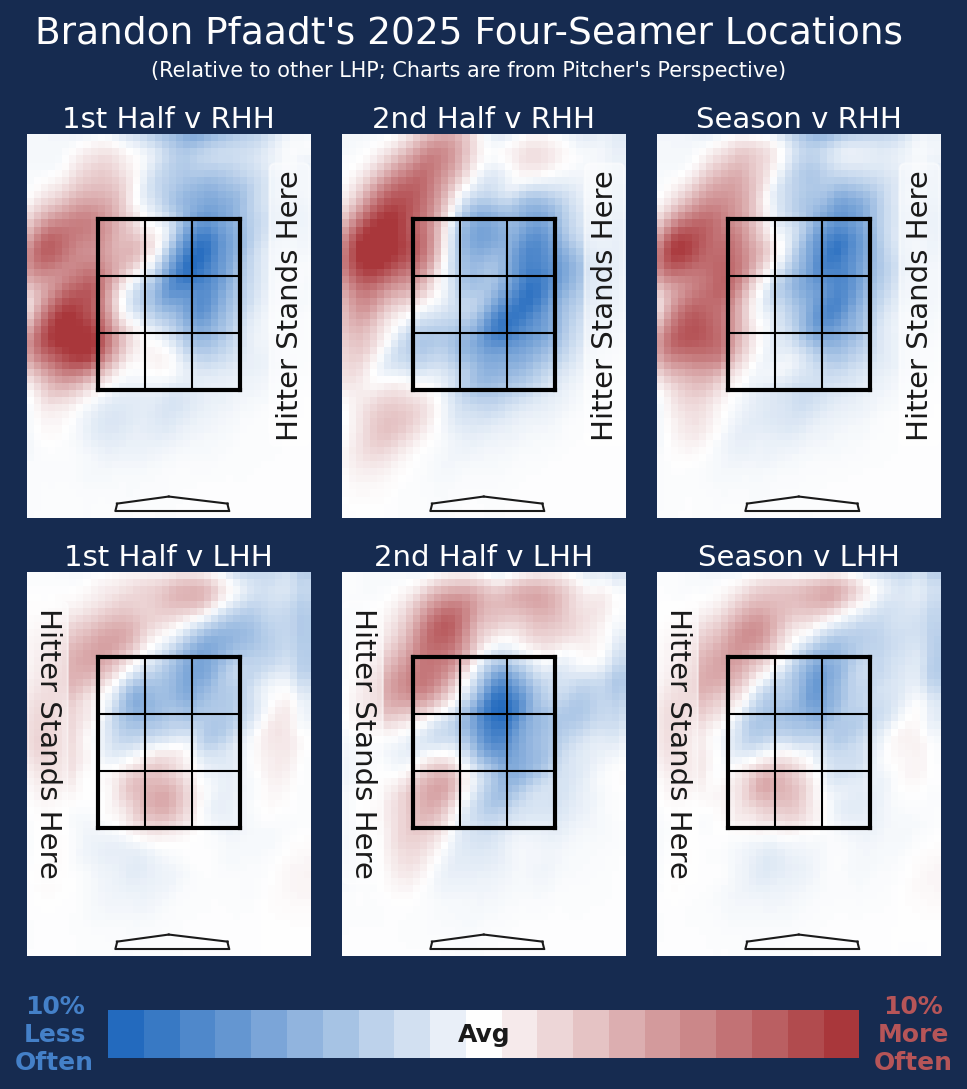 Brandon Pfaadt's 2025 Four-Seamer Locations
(Relative to other LHP; Charts are from Pitcher's Perspective)
1st Half v RHH
2nd Half v RHH
Season v RHH
Hitter Stands Here
Hitter Stands Here
Hitter Stands Here
1st Half v LHH
2nd Half v LHH
Season v LHH
Hitter Stands Here
Hitter Stands Here
Hitter Stands Here
10%
Less
Often
Avg
10%
More
Often